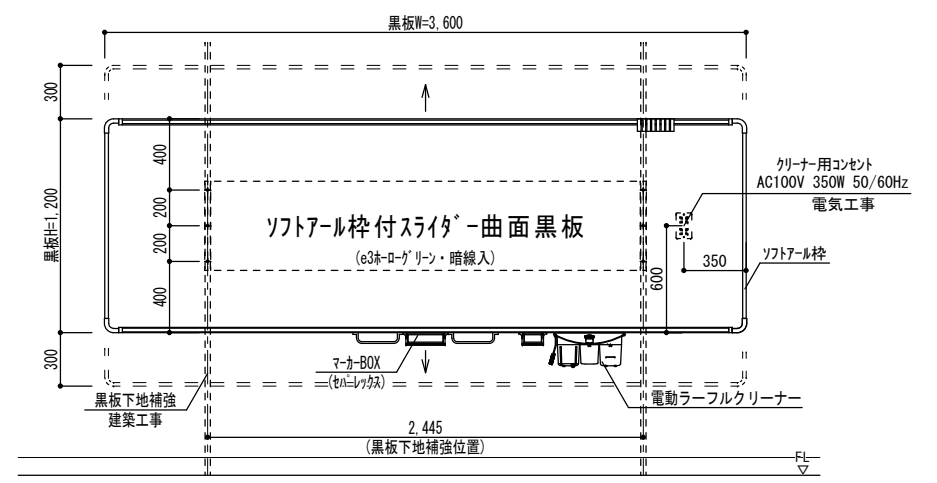 黒板W=3,600
300
400
黒板H=1,200
200
200
400
300
クリーナー用コンセント
AC100V 350W 50/60Hz
電気工事
ソフトアール枠付スライダー曲面黒板
(e3ホーローグリーン・暗線入)
ソフトアール枠
350
600
マーカーBOX
(セパレックス)
黒板下地補強
建築工事
電動ラーフルクリーナー
2,445
(黒板下地補強位置)
FL